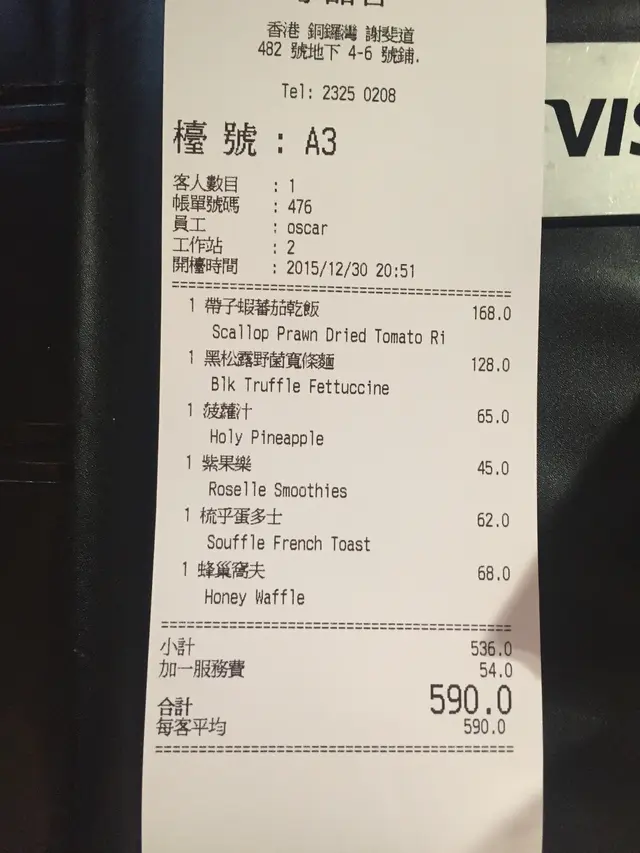 香港 銅鑼灣 謝斐道
482 號地下 4-6 號鋪.
Tel: 2325 0208
檯號 : A3
客人數目 : 1
帳單號碼 : 476
員工 : oscar
工作站 : 2
開檯時間 : 2015/12/30 20:51
1 帶子蝦蕃茄乾飯 168.0
Scallop Prawn Dried Tomato Ri
1 黑松露野菌寬條麵 128.0
Blk Truffle Fettuccine
1 菠蘿汁 65.0
Holy Pineapple
1 紫果樂 45.0
Roselle Smoothies
1 梳乎蛋多士 62.0
Souffle French Toast
1 蜂巢窩夫 68.0
Honey Waffle
小計 536.0
加一服務費 54.0
合計 590.0
每客平均 590.0
VIS